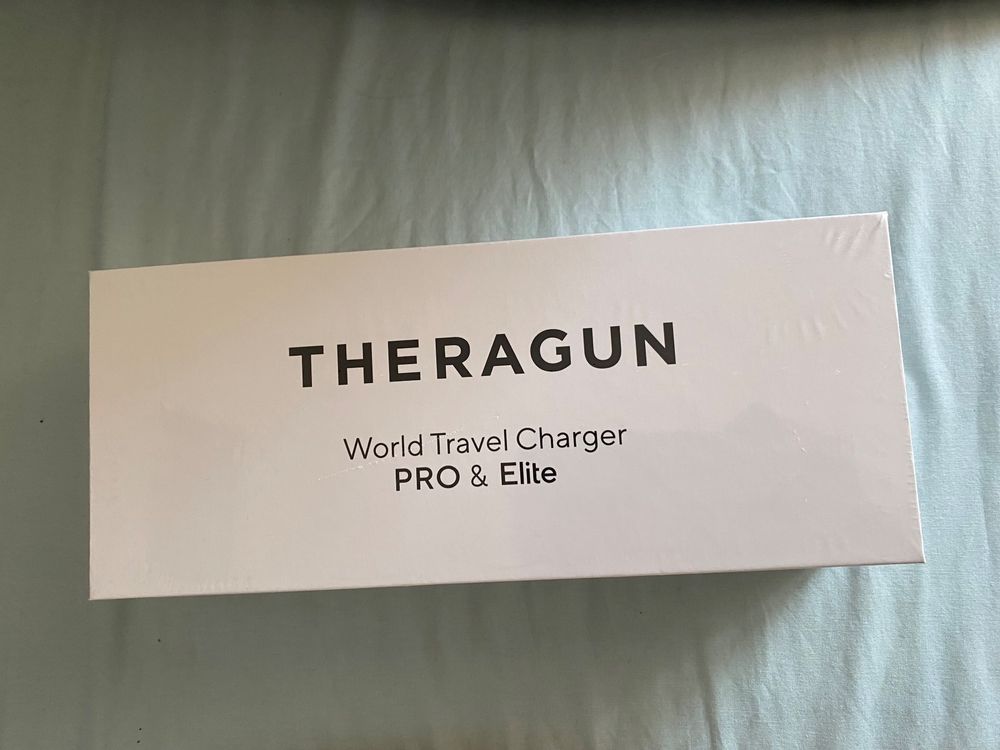 THERAGUN
World Travel Charger
PRO & Elite